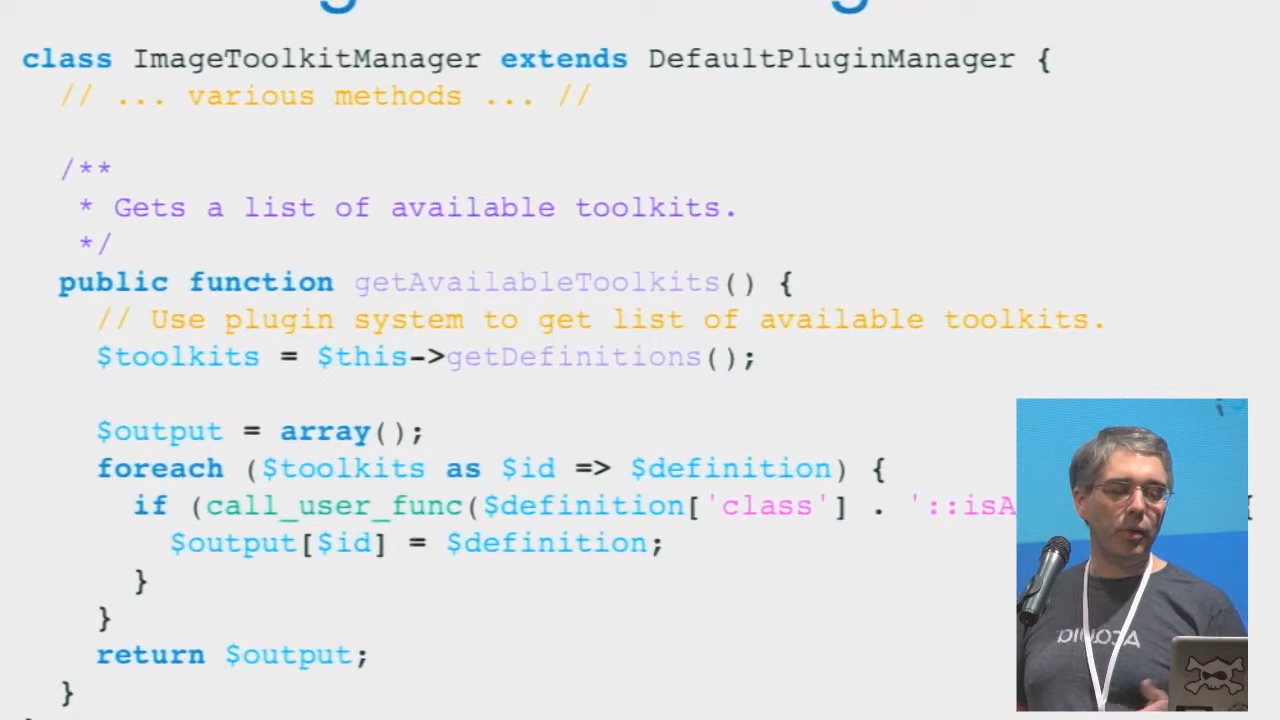 class ImageToolkitManager extends DefaultPluginManager {
// ... various methods ... //
/**
* Gets a list of available toolkits.
*/
public function getAvailableToolkits() {
// Use plugin system to get list of available toolkits.
$toolkits = $this->getDefinitions();
$output = array();
foreach ($toolkits as $id => $definition) {
if (call_user_func($definition['class'] . '::isA {
$output[$id] = $definition;
}
}
return $output;
}
Acquia